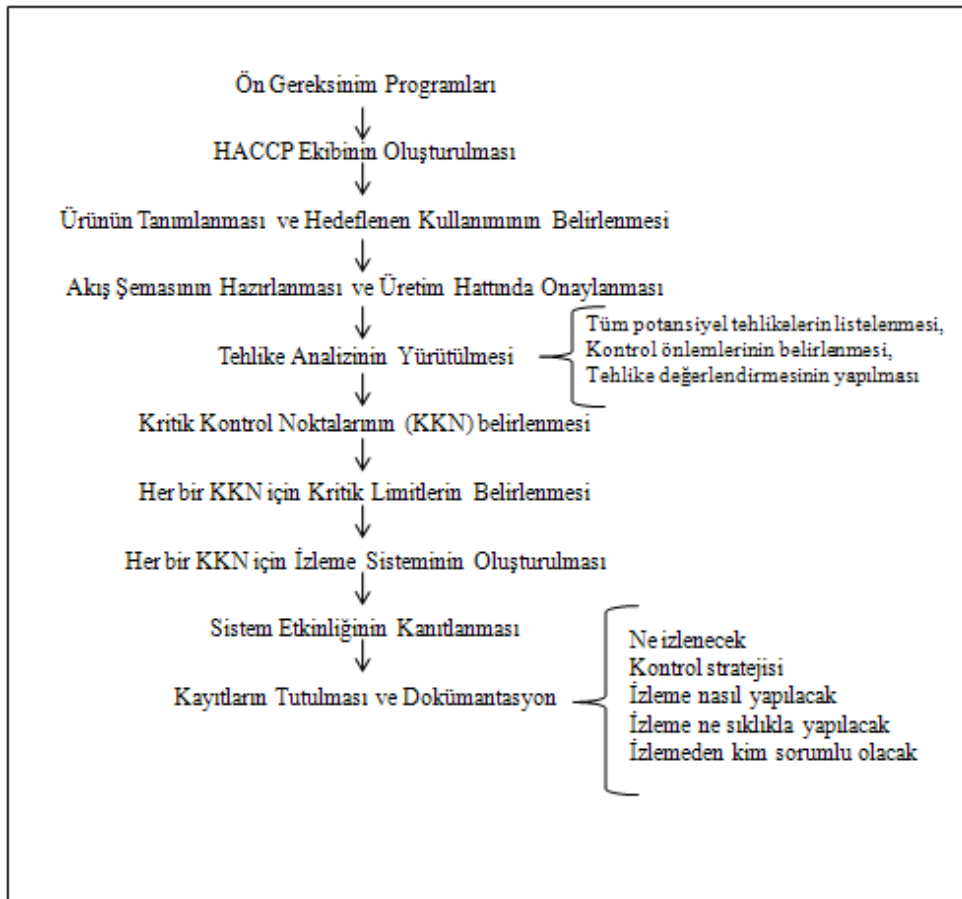 Ön Gereksinim Programları
HACCP Ekibinin Oluşturulması
Ürünün Tanımlanması ve Hedeflenen Kullanımının Belirlenmesi
Akış Şemasının Hazırlanması ve Üretim Hattında Onaylanması
Tehlike Analizinin Yürütülmesi
Tüm potansiyel tehlikelerin listelenmesi,
Kontrol önlemlerinin belirlenmesi,
Tehlike değerlendirmesinin yapılması
Kritik Kontrol Noktalarının (KKN) belirlenmesi
Her bir KKN için Kritik Limitlerin Belirlenmesi
Her bir KKN için İzleme Sisteminin Oluşturulması
Sistem Etkinliğinin Kanıtlanması
Kayıtların Tutulması ve Dokümantasyon
Ne izlenecek
Kontrol stratejisi
İzleme nasıl yapılacak
İzleme ne sıklıkla yapılacak
İzlemeden kim sorumlu olacak